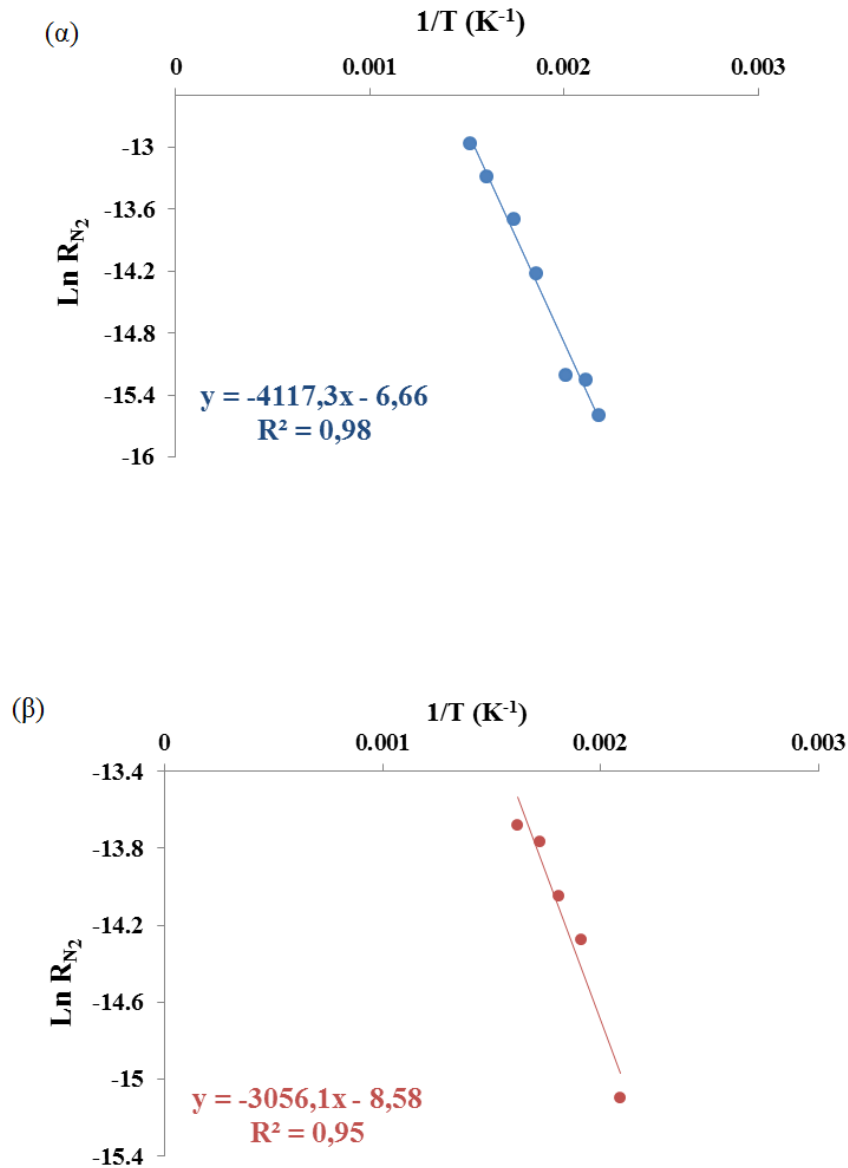 (α)
1/T (K⁻¹)
0 0.001 0.002 0.003
-13
-13.6
-14.2
-14.8
-15.4
-16
Ln R_N₂
y = -4117,3x - 6,66
R² = 0,98
(β)
1/T (K⁻¹)
0 0.001 0.002 0.003
-13.4
-13.8
-14.2
-14.6
-15
-15.4
Ln R_N₂
y = -3056,1x - 8,58
R² = 0,95